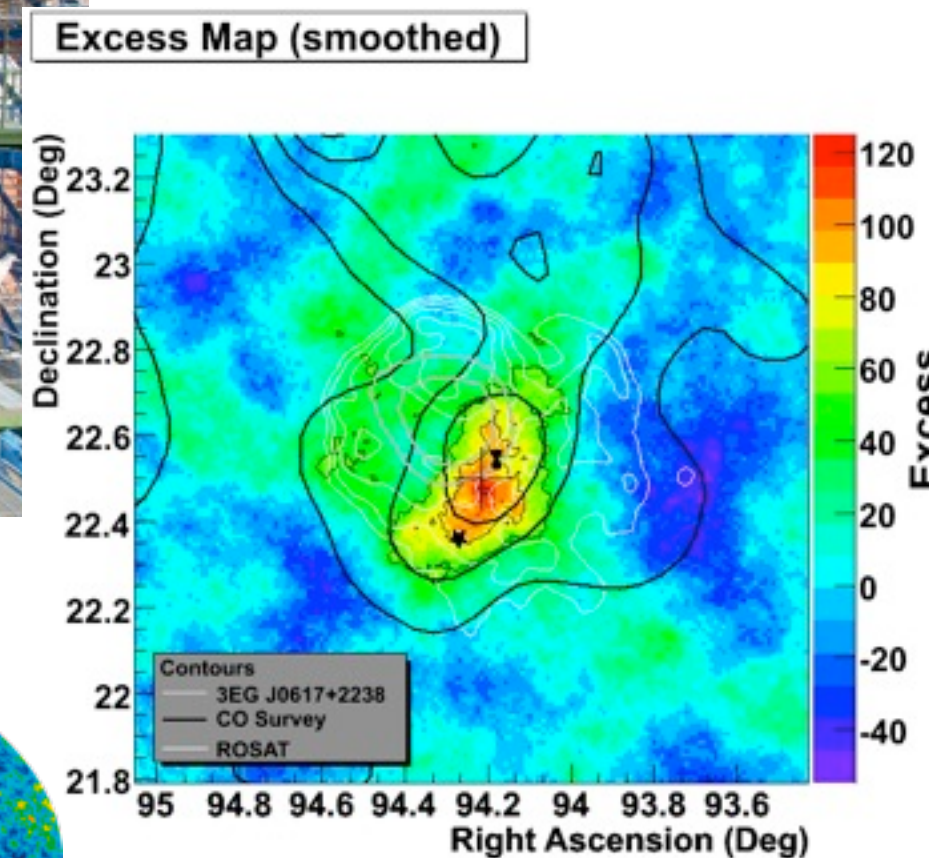 Excess Map (smoothed)
Declination (Deg)
23.2
23
22.8
22.6
22.4
22.2
22
21.8
Contours
3EG J0617+2238
CO Survey
ROSAT
95 94.8 94.6 94.4 94.2 94 93.8 93.6
Right Ascension (Deg)
120
100
80
60
40
20
0
-20
-40
Excess